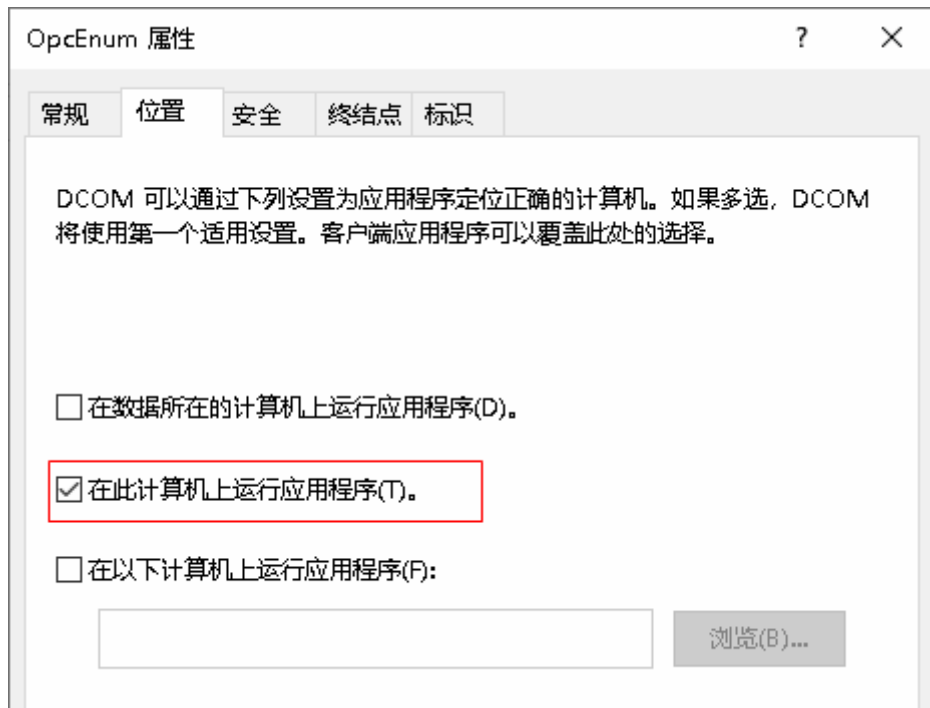 OpcEnum 属性
?
常规 位置 安全 终结点 标识
DCOM 可以通过下列设置为应用程序定位正确的计算机。如果多选，DCOM
将使用第一个适用设置。客户端应用程序可以覆盖此处的选择。
在数据所在的计算机上运行应用程序(D)。
在此计算机上运行应用程序(T)。
在以下计算机上运行应用程序(F):
浏览(B)...